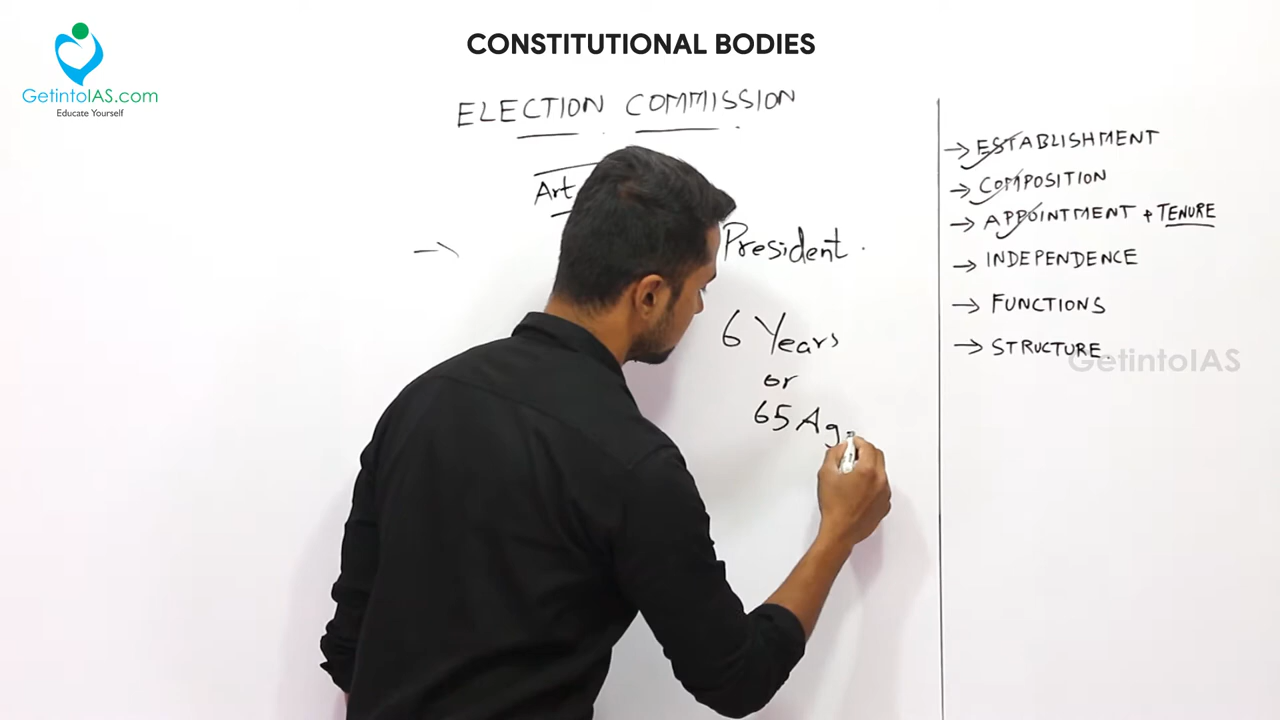 CONSTITUTIONAL BODIES
GetintoIAS.com
Educate Yourself
ELECTION COMMISSION
Art
President.
6 Years
or
65 Ag
→ ESTABLISHMENT
→ COMPOSITION
→ APPOINTMENT + TENURE
→ INDEPENDENCE
→ FUNCTIONS
→ STRUCTURE.
GetintoIAS